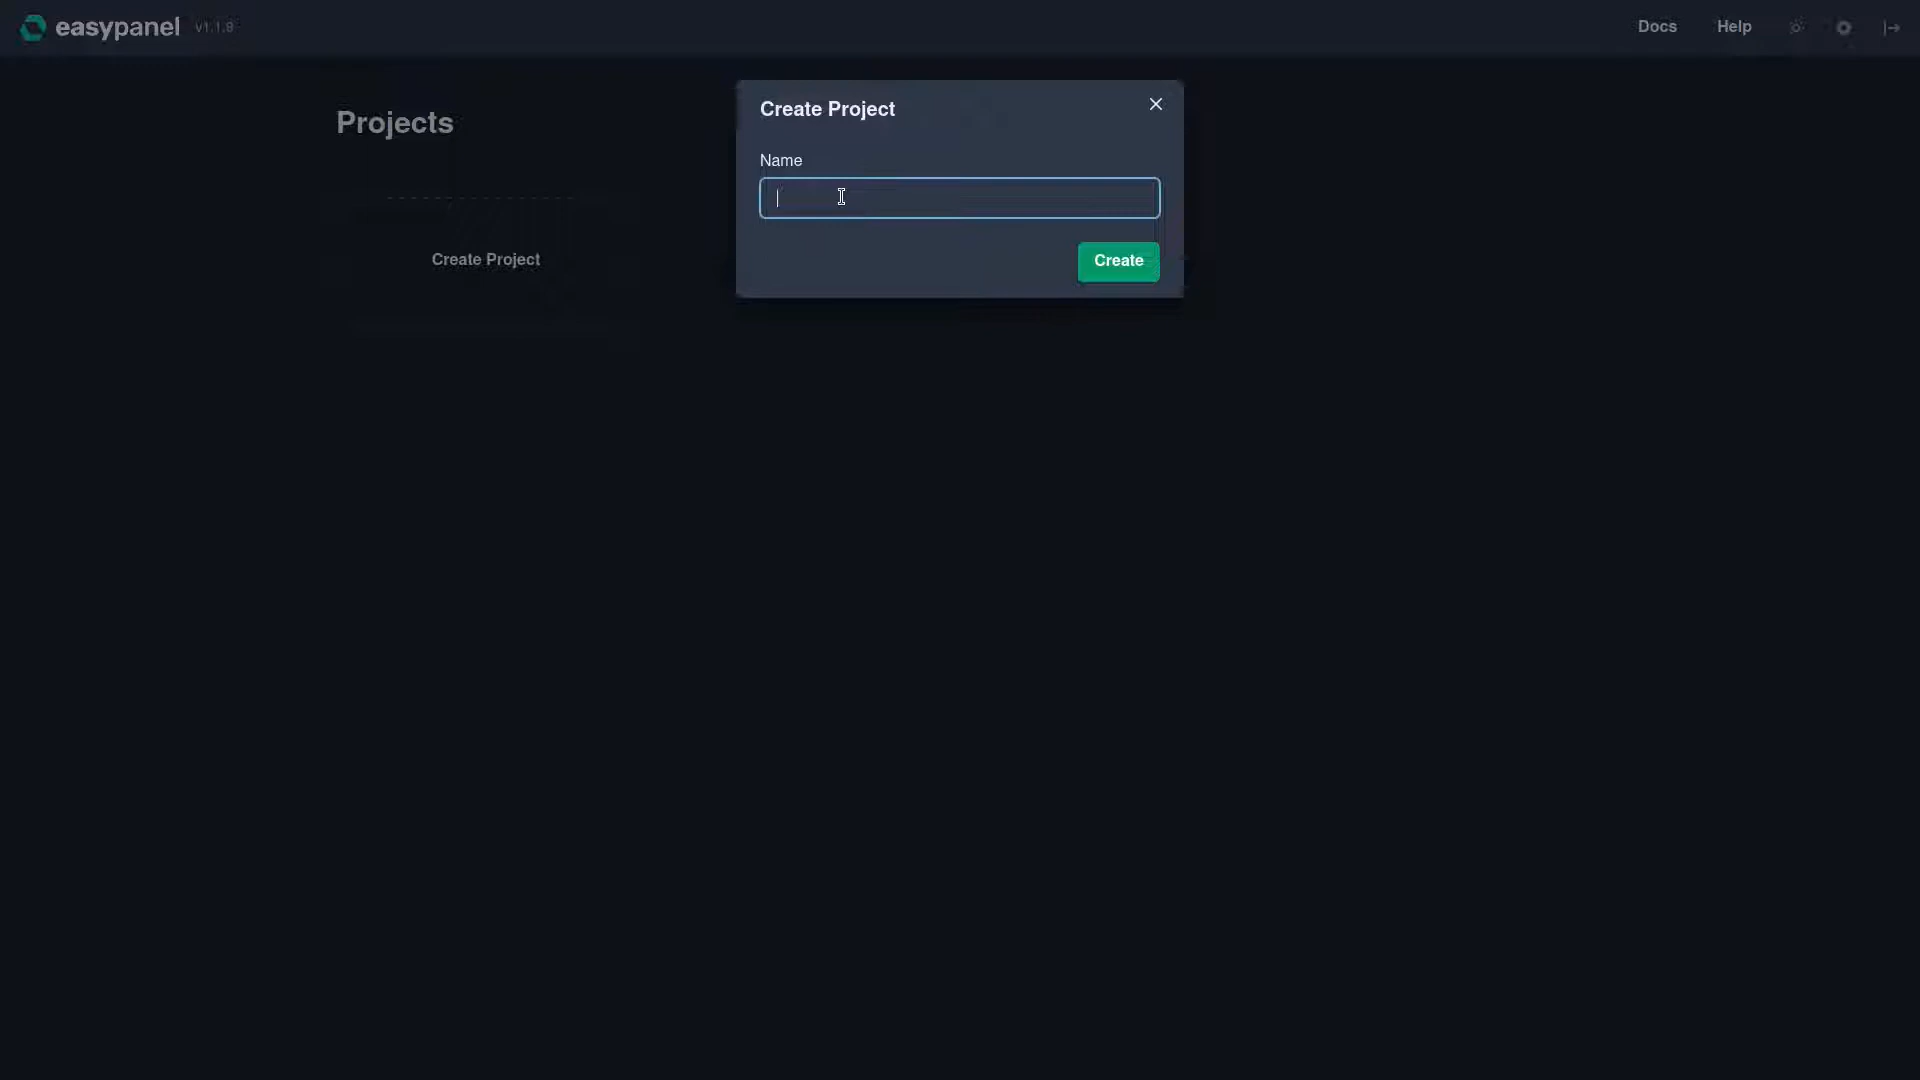 easypanel v1.1.8
Docs
Help
Create Project
Projects
Name
Create Project
Create